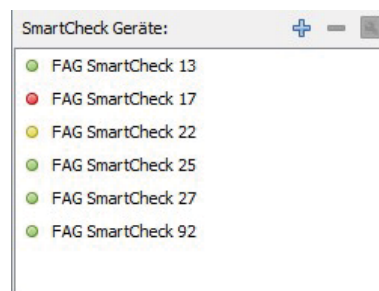 SmartCheck Geräte:
FAG SmartCheck 13
FAG SmartCheck 17
FAG SmartCheck 22
FAG SmartCheck 25
FAG SmartCheck 27
FAG SmartCheck 92